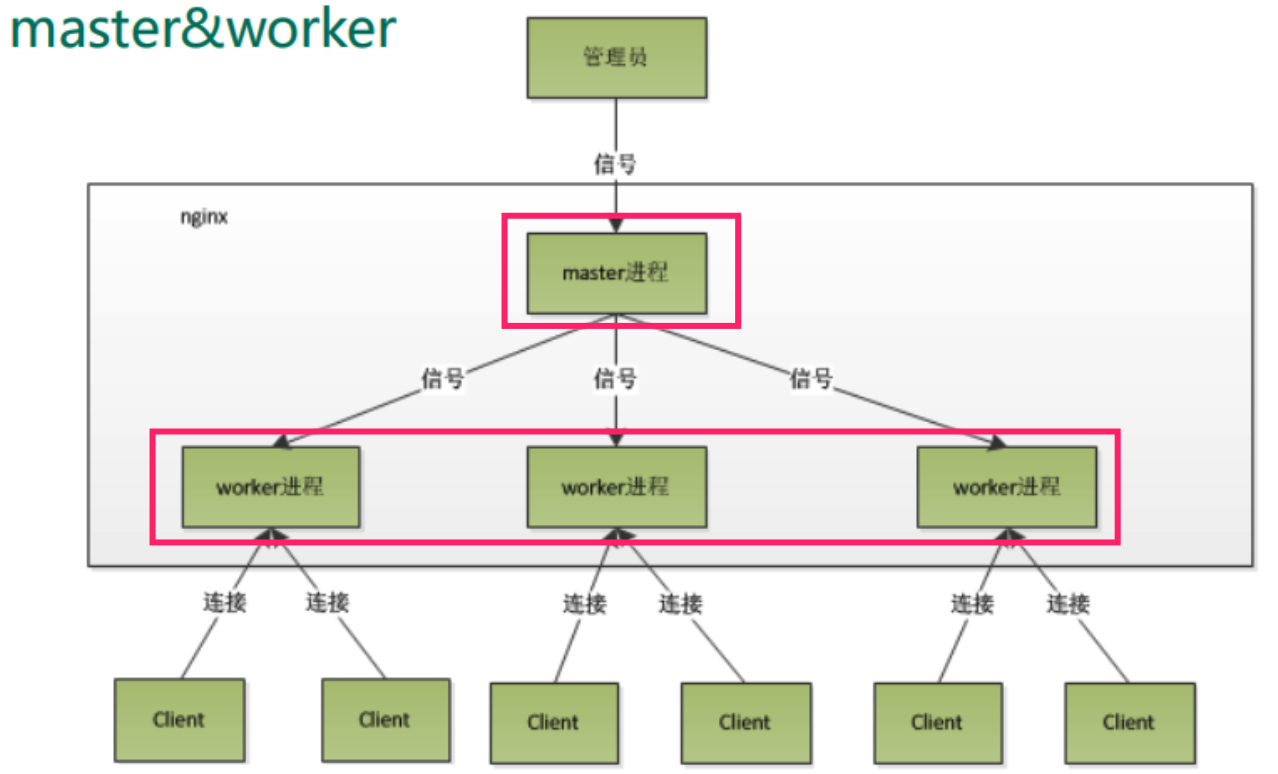 master&worker
管理员
信号
nginx
master进程
信号
信号
信号
worker进程
worker进程
worker进程
连接
连接
连接
连接
连接
连接
Client
Client
Client
Client
Client
Client